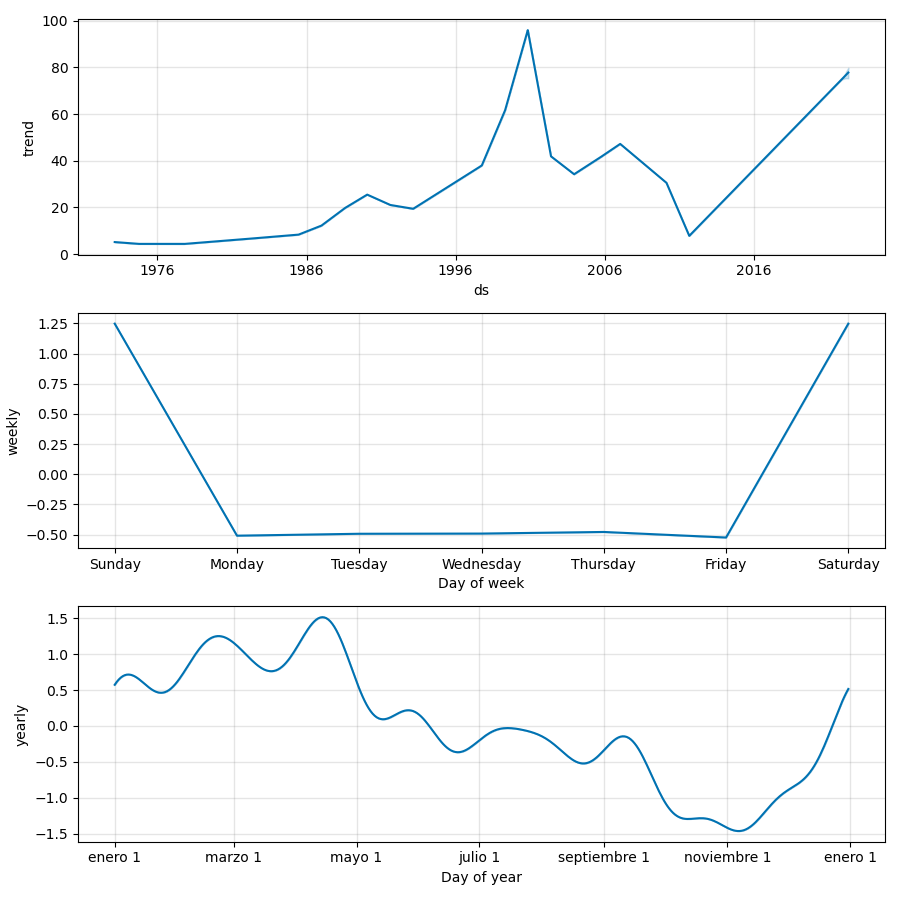 100
80
60
40
20
0
trend
1976 1986 1996 2006 2016
ds
1.25
1.00
0.75
0.50
0.25
0.00
−0.25
−0.50
weekly
Sunday Monday Tuesday Wednesday Thursday Friday Saturday
Day of week
1.5
1.0
0.5
0.0
−0.5
−1.0
−1.5
yearly
enero 1 marzo 1 mayo 1 julio 1 septiembre 1 noviembre 1 enero 1
Day of year